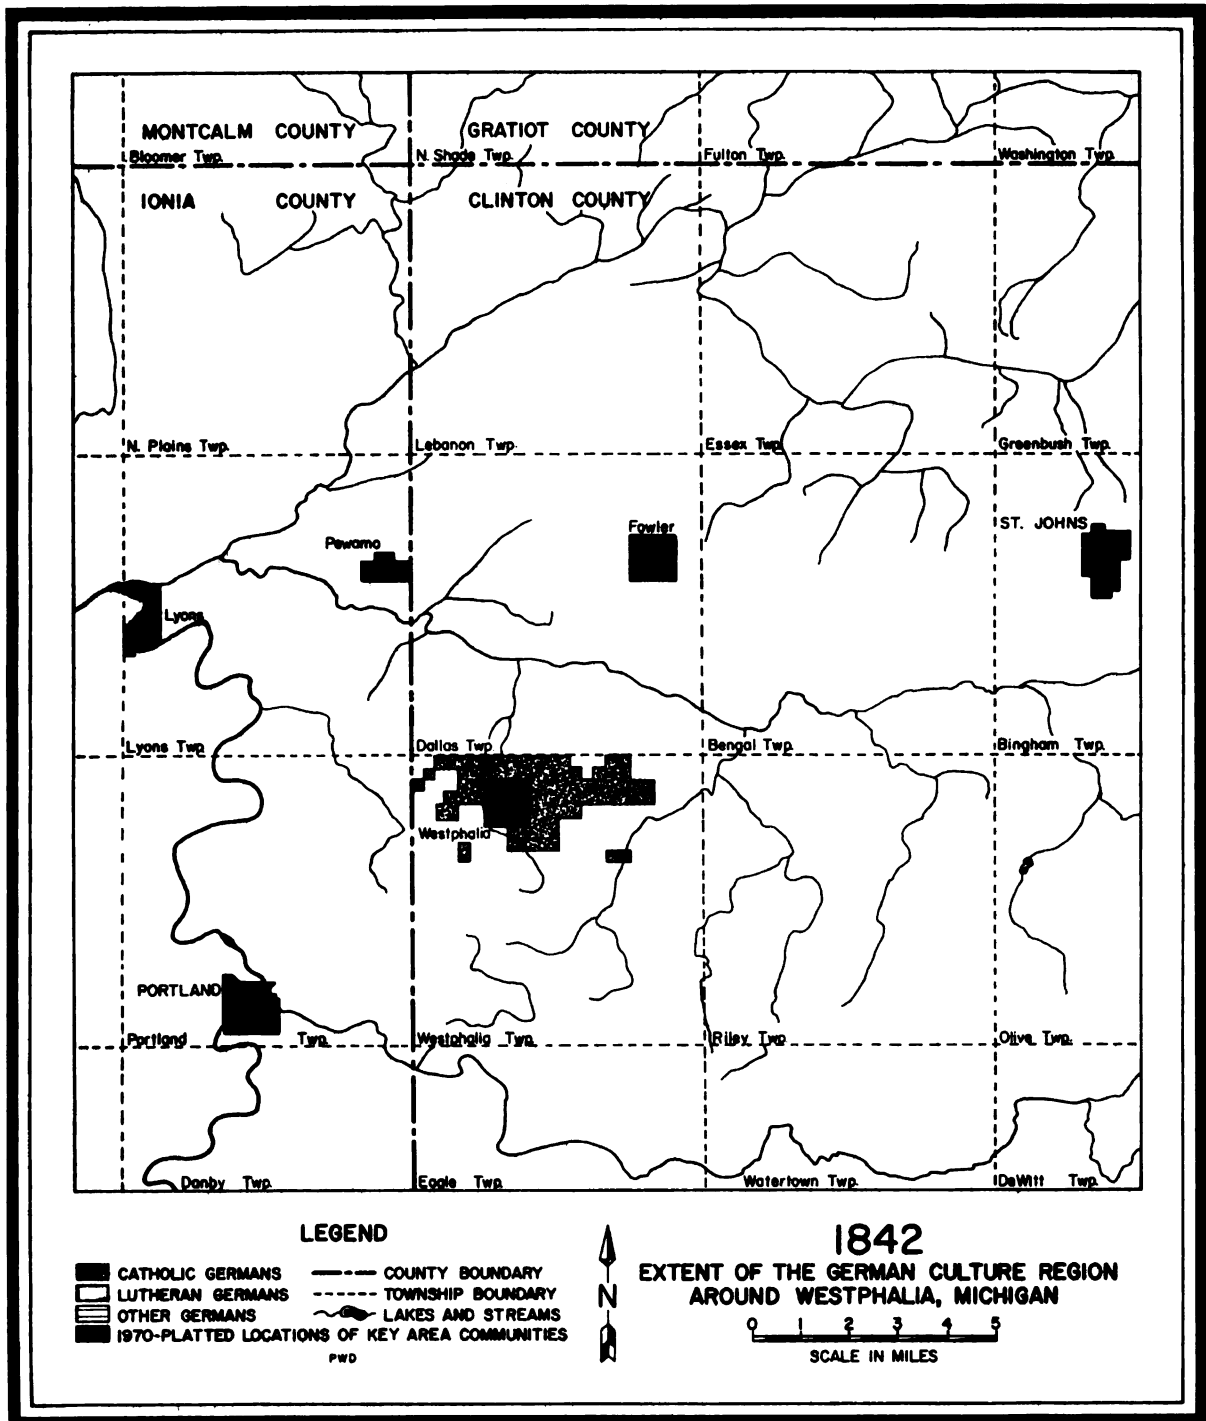 MONTCALM COUNTY
GRATIOT COUNTY
Bloomer Twp.
N. Shade Twp.
Fulton Twp.
Washington Twp.
IONIA COUNTY
CLINTON COUNTY
N. Plains Twp.
Lebanon Twp.
Essex Twp.
Greenbush Twp.
Pewamo
Fowler
ST. JOHNS
Lyons
Lyons Twp.
Dallas Twp.
Bengal Twp.
Bingham Twp.
Westphalia
PORTLAND
Portland Twp.
Westphalia Twp.
Riley Twp.
Olive Twp.
Danby Twp.
Eagle Twp.
Watertown Twp.
DeWitt Twp.
LEGEND
CATHOLIC GERMANS
LUTHERAN GERMANS
OTHER GERMANS
1970-PLATTED LOCATIONS OF KEY AREA COMMUNITIES
COUNTY BOUNDARY
TOWNSHIP BOUNDARY
LAKES AND STREAMS
PWD
N
1842
EXTENT OF THE GERMAN CULTURE REGION
AROUND WESTPHALIA, MICHIGAN
0 1 2 3 4 5
SCALE IN MILES